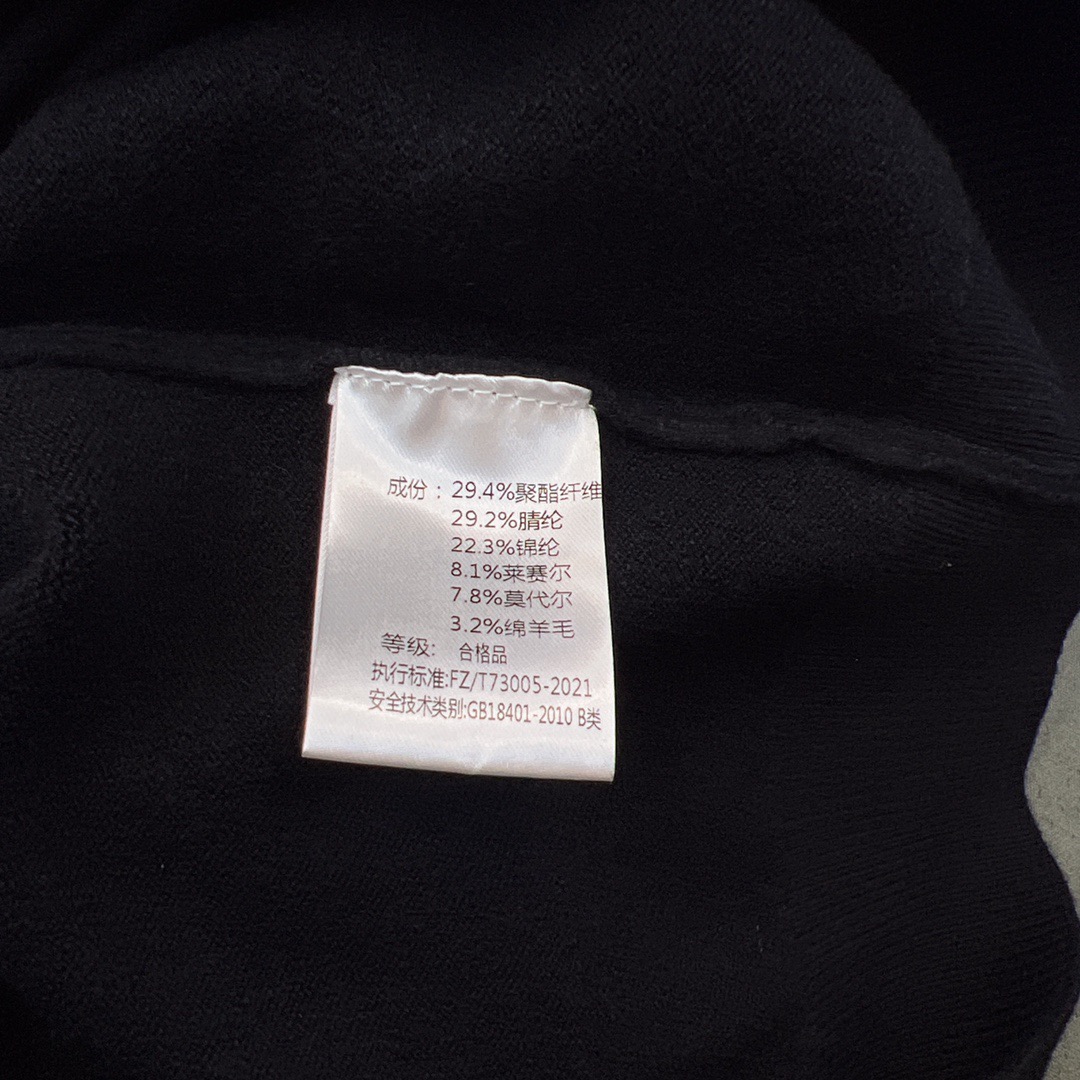 成份：29.4%聚酯纤维
29.2%腈纶
22.3%锦纶
8.1%莱赛尔
7.8%莫代尔
3.2%绵羊毛
等级: 合格品
执行标准:FZ/T73005-2021
安全技术类别:GB18401-2010 B类